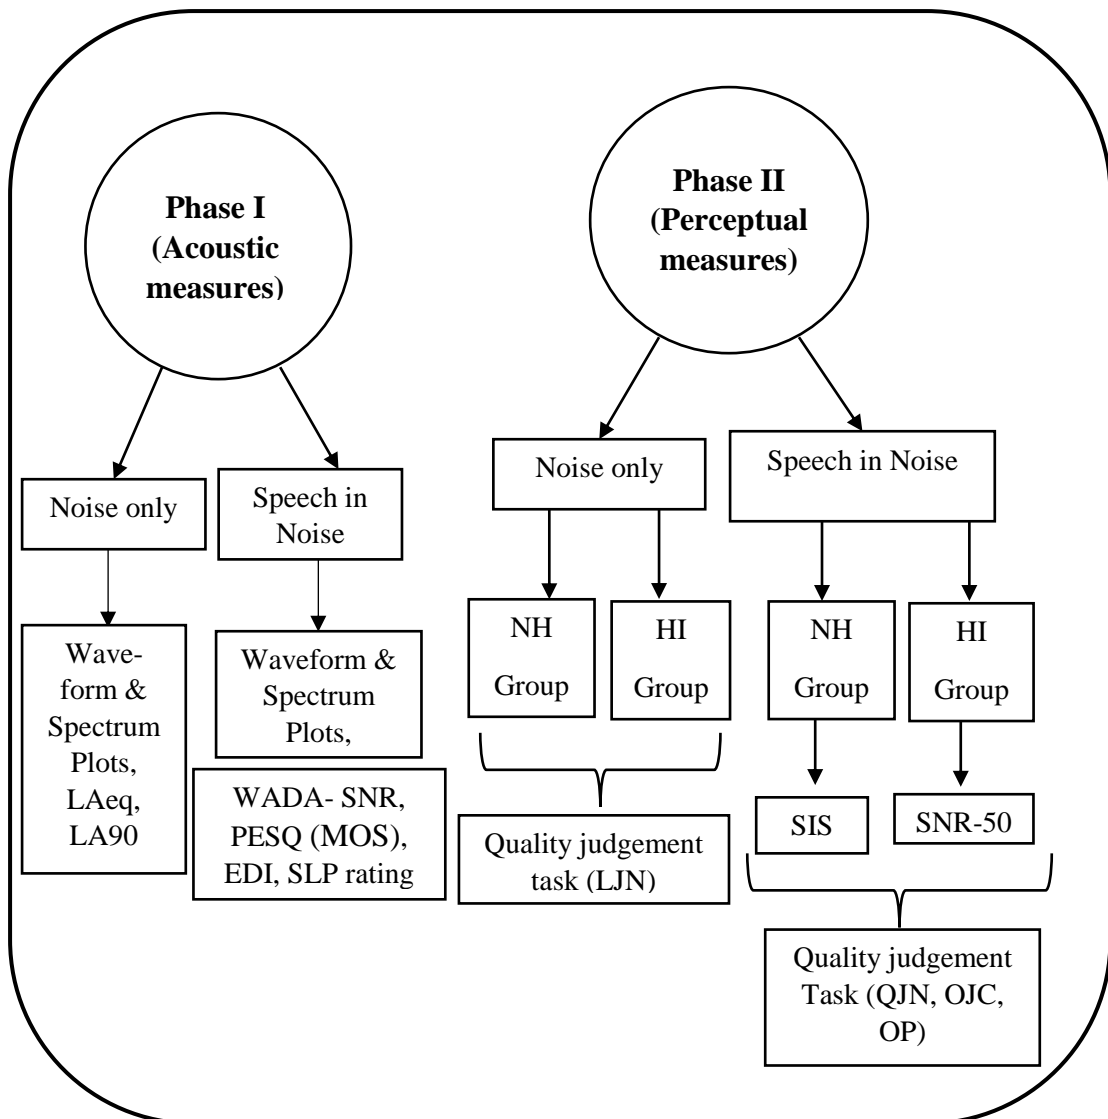 Phase I
(Acoustic
measures)
Phase II
(Perceptual
measures)
Noise only
Speech in
Noise
Noise only
Speech in Noise
Wave-
form &
Spectrum
Plots,
LAeq,
LA90
Waveform &
Spectrum
Plots,
WADA- SNR,
PESQ (MOS),
EDI, SLP rating
NH
Group
HI
Group
NH
Group
HI
Group
Quality judgement
task (LJN)
SIS
SNR-50
Quality judgement
Task (QJN, OJC,
OP)